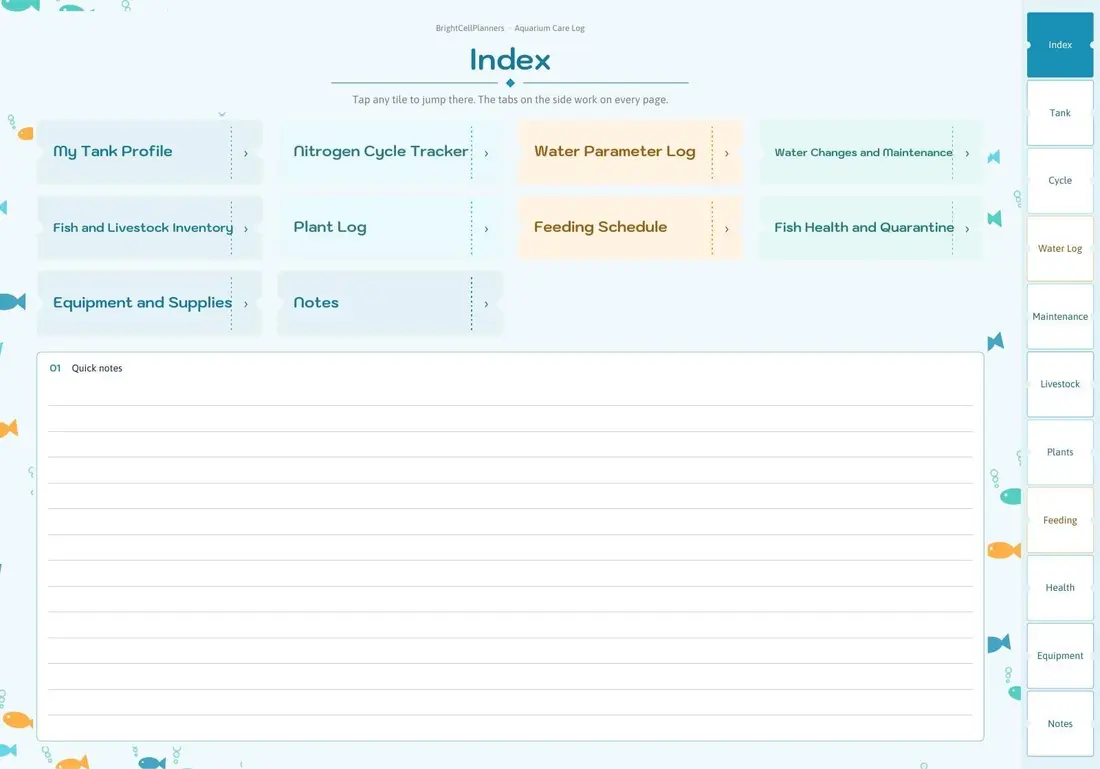 BrightCellPlanners · Aquarium Care Log
Index
Tap any tile to jump there. The tabs on the side work on every page.
My Tank Profile
Nitrogen Cycle Tracker
Water Parameter Log
Water Changes and Maintenance
Fish and Livestock Inventory
Plant Log
Feeding Schedule
Fish Health and Quarantine
Equipment and Supplies
Notes
01 Quick notes
Index
Tank
Cycle
Water Log
Maintenance
Livestock
Plants
Feeding
Health
Equipment
Notes